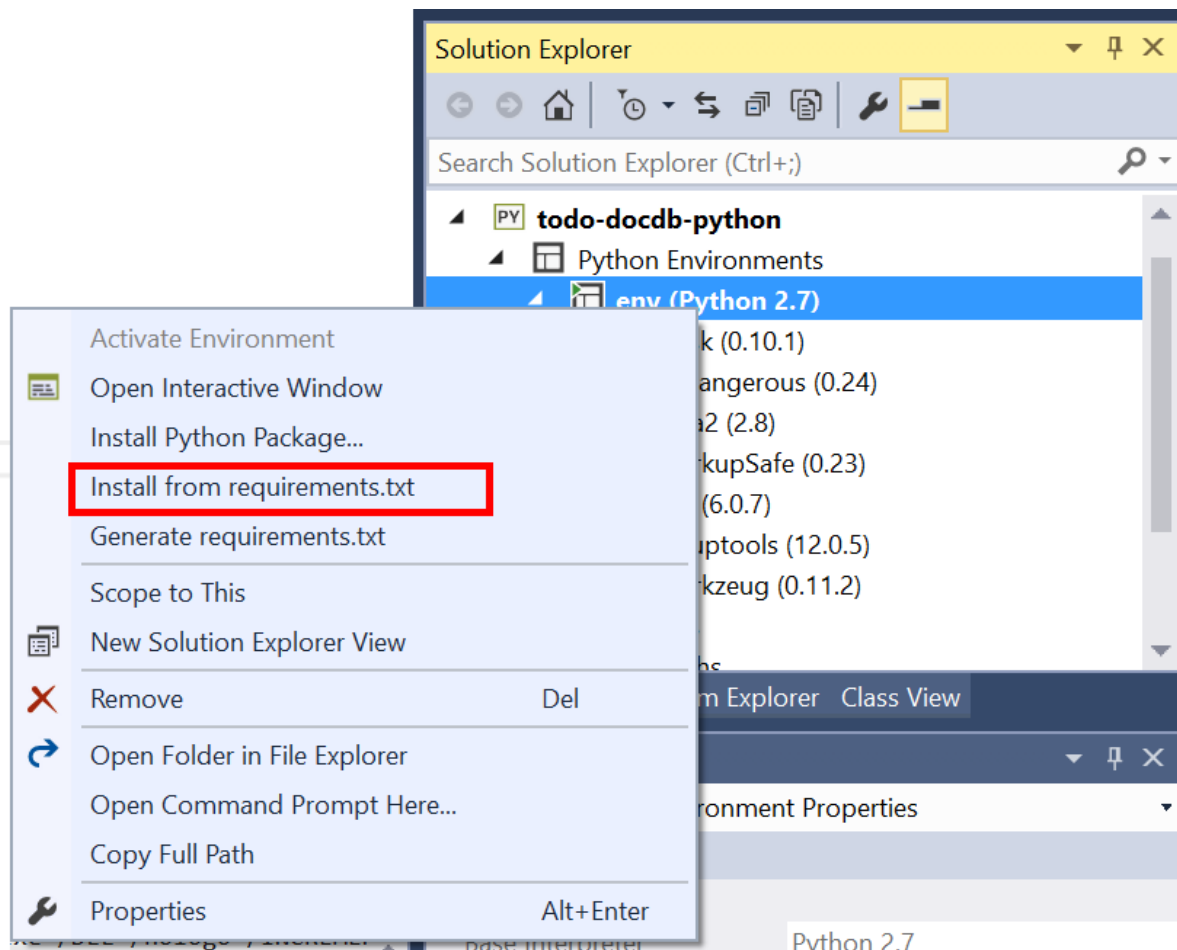 Solution Explorer
Search Solution Explorer (Ctrl+;)
PY todo-docdb-python
Python Environments
env (Python 2.7)
Activate Environment
k (0.10.1)
Open Interactive Window
angerous (0.24)
Install Python Package...
a2 (2.8)
Install from requirements.txt
rkupSafe (0.23)
(6.0.7)
Generate requirements.txt
uptools (12.0.5)
Scope to This
rkzeug (0.11.2)
New Solution Explorer View
Remove Del
m Explorer Class View
Open Folder in File Explorer
Open Command Prompt Here...
ronment Properties
Copy Full Path
Properties Alt+Enter
Base Interpreter Python 2.7